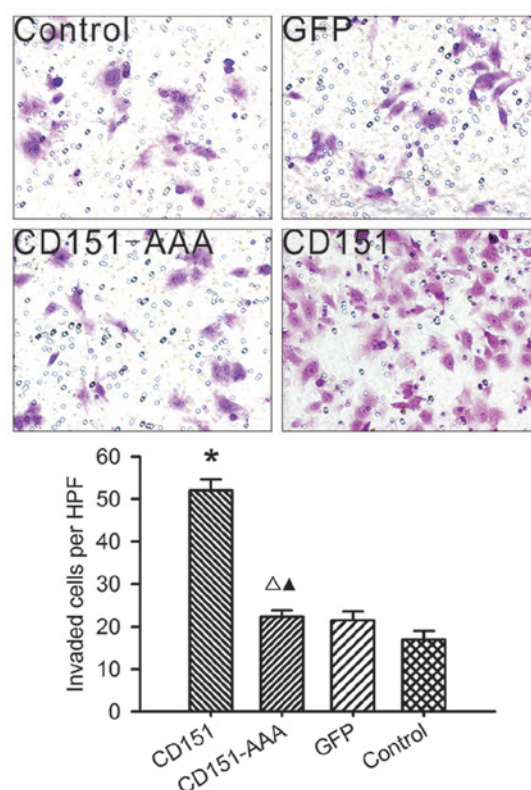 Control
GFP
CD151-AAA
CD151
Invaded cells per HPF
60
50
40
30
20
10
0
*
△▲
CD151
CD151-AAA
GFP
Control